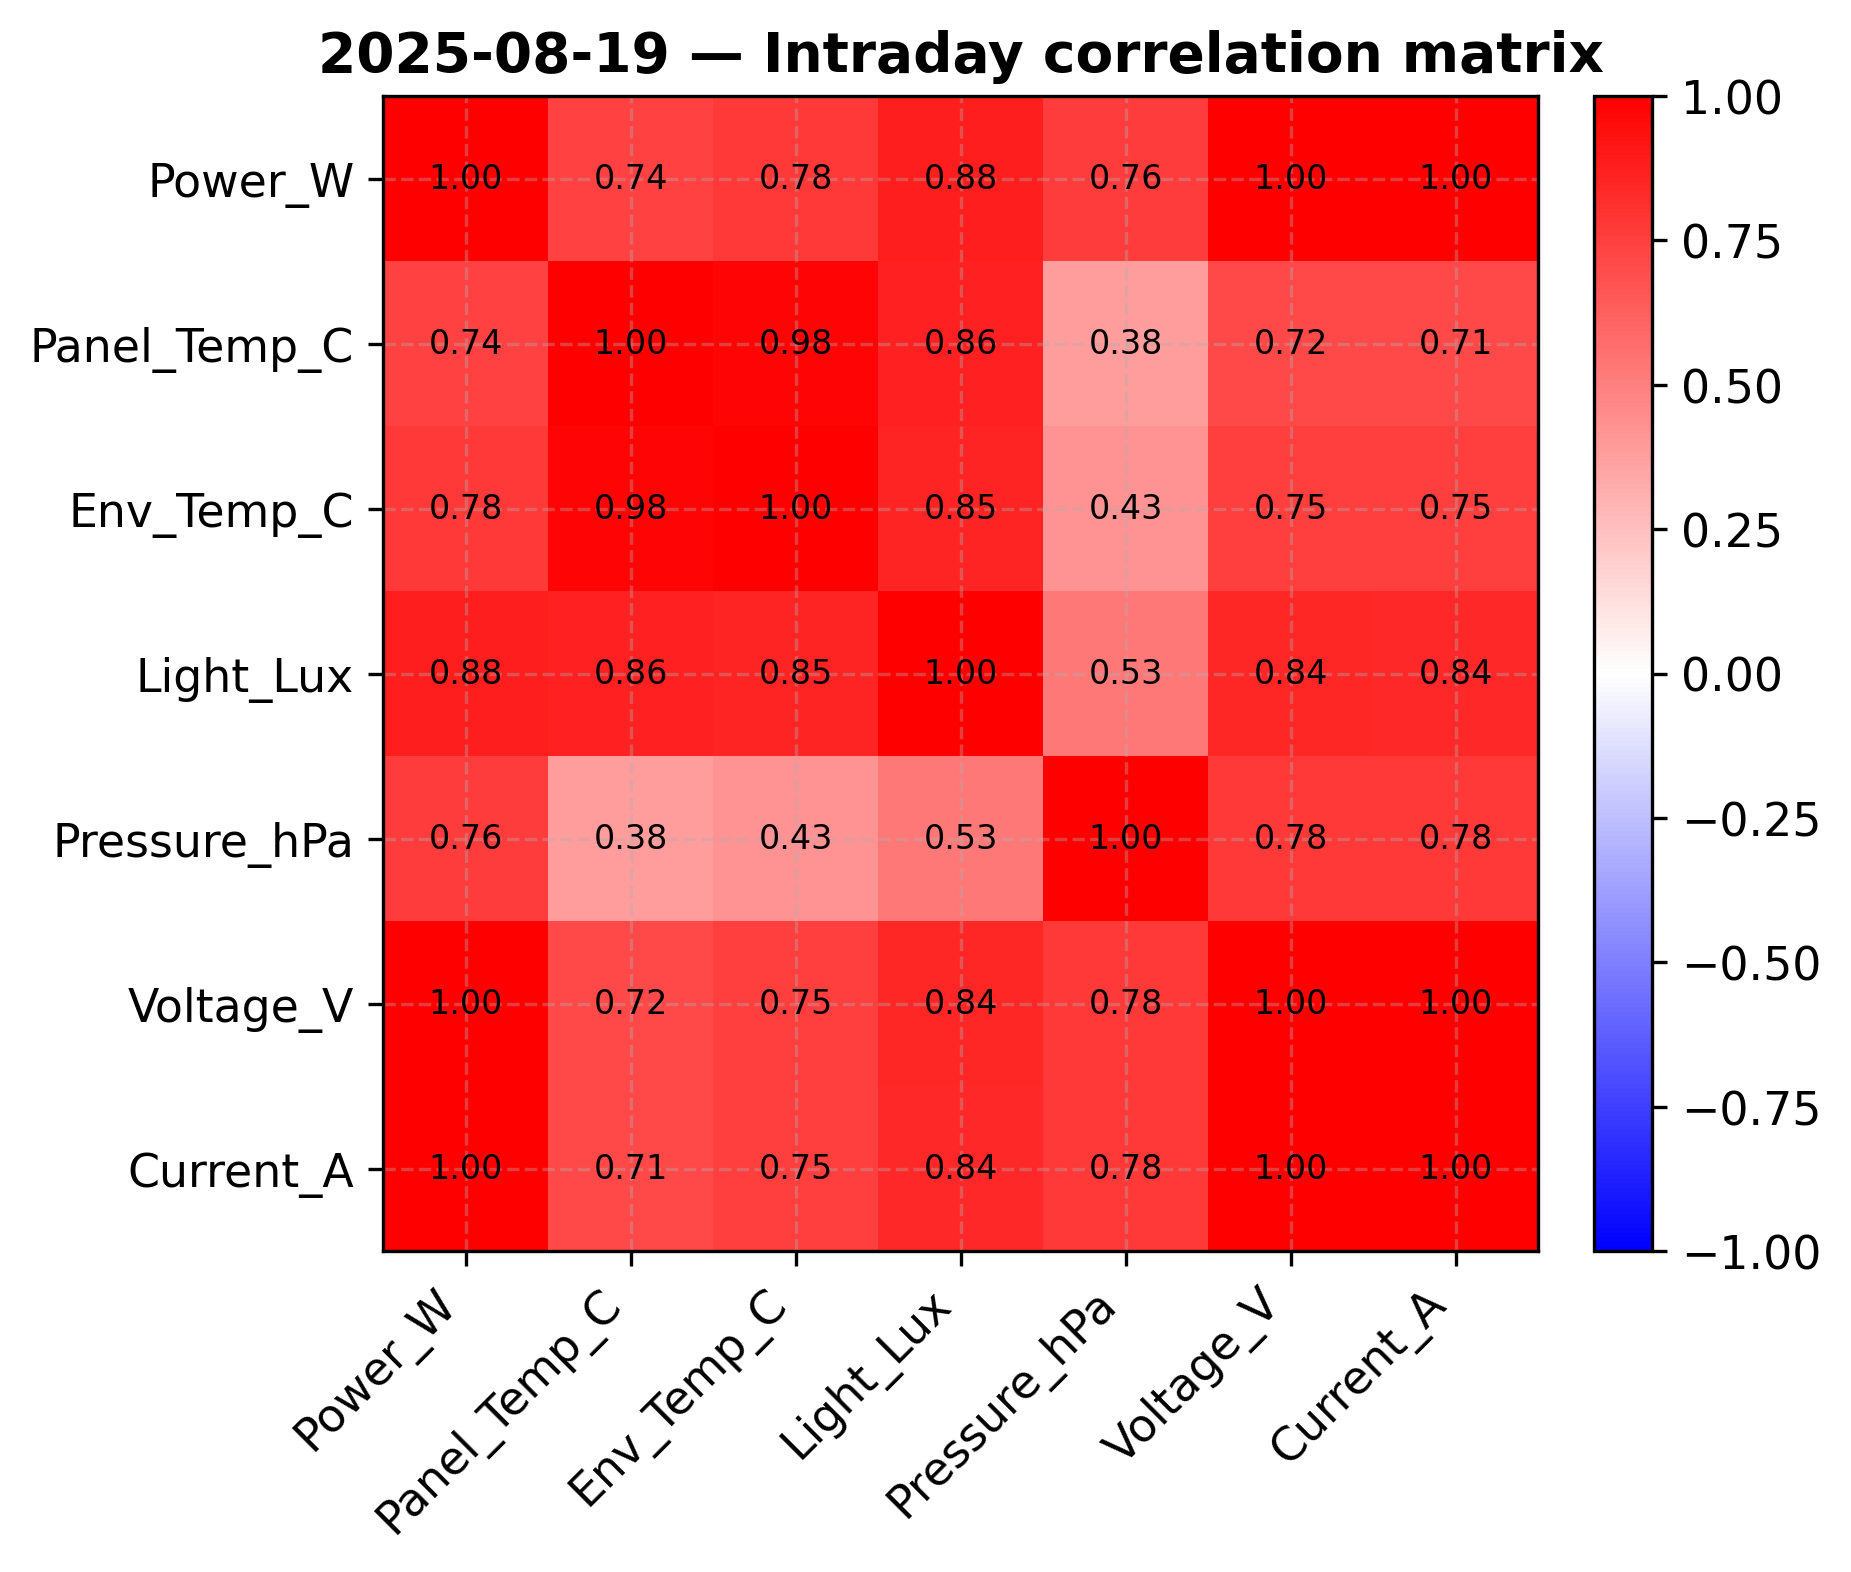 2025-08-19 — Intraday correlation matrix
Power_W 1.00 0.74 0.78 0.88 0.76 1.00 1.00
Panel_Temp_C 0.74 1.00 0.98 0.86 0.38 0.72 0.71
Env_Temp_C 0.78 0.98 1.00 0.85 0.43 0.75 0.75
Light_Lux 0.88 0.86 0.85 1.00 0.53 0.84 0.84
Pressure_hPa 0.76 0.38 0.43 0.53 1.00 0.78 0.78
Voltage_V 1.00 0.72 0.75 0.84 0.78 1.00 1.00
Current_A 1.00 0.71 0.75 0.84 0.78 1.00 1.00
Power_W
Panel_Temp_C
Env_Temp_C
Light_Lux
Pressure_hPa
Voltage_V
Current_A
1.00
0.75
0.50
0.25
0.00
−0.25
−0.50
−0.75
−1.00